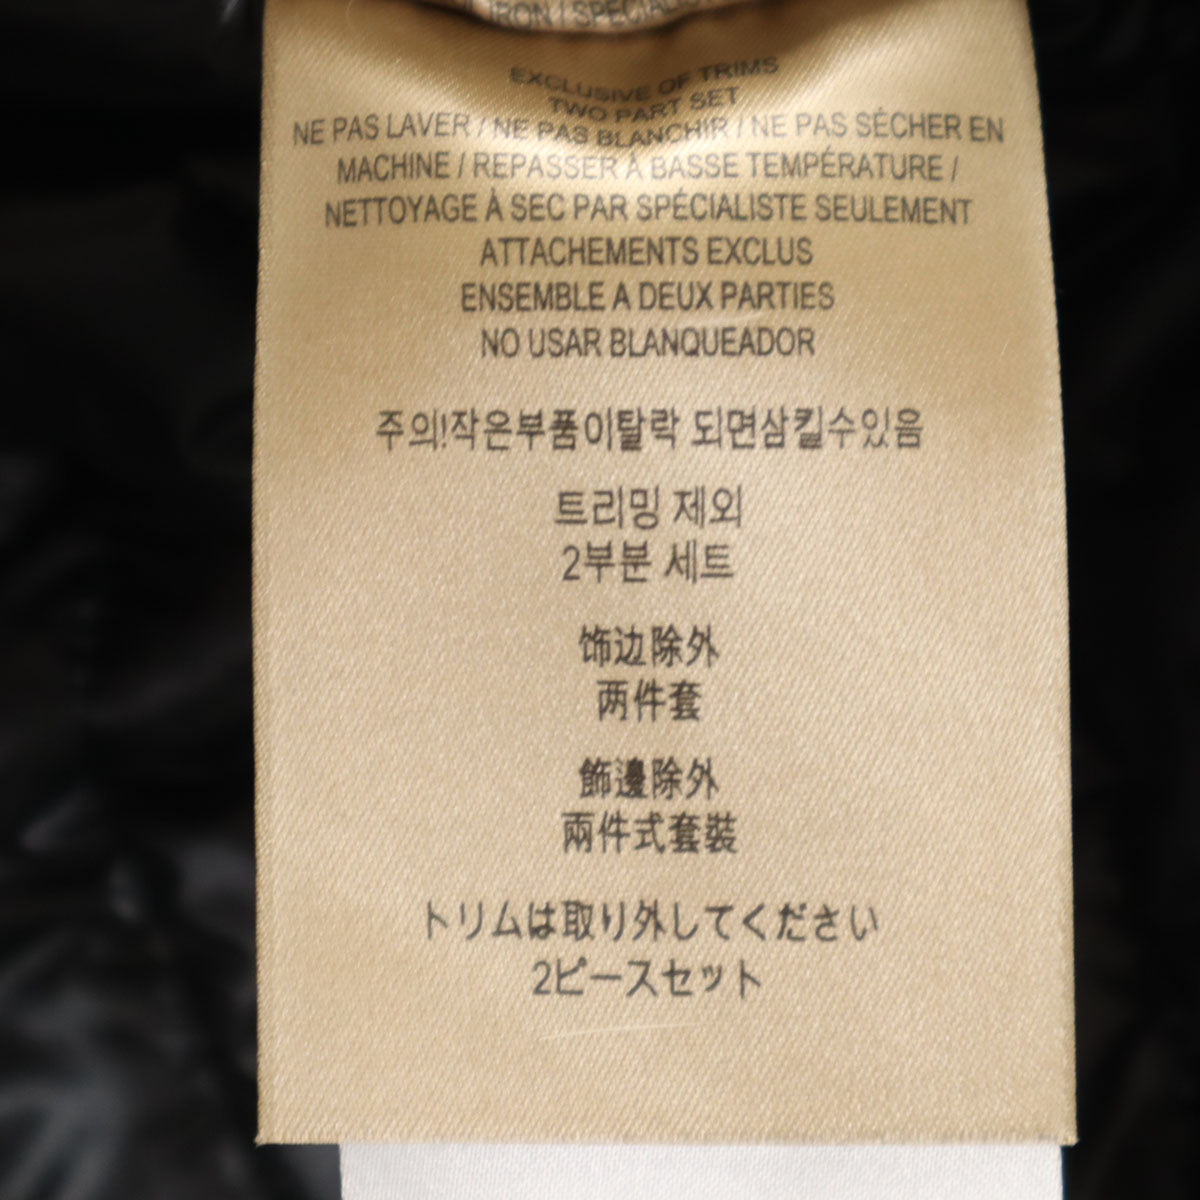 IRON / SPECIALIST
EXCLUSIVE OF TRIMS
TWO PART SET
NE PAS LAVER / NE PAS BLANCHIR / NE PAS SÉCHER EN
MACHINE / REPASSER À BASSE TEMPÉRATURE /
NETTOYAGE À SEC PAR SPÉCIALISTE SEULEMENT
ATTACHEMENTS EXCLUS
ENSEMBLE A DEUX PARTIES
NO USAR BLANQUEADOR
주의!작은부품이탈락 되면삼킬수있음
트리밍 제외
2부분 세트
饰边除外
两件套
飾邊除外
兩件式套裝
トリムは取り外してください
2ピースセット